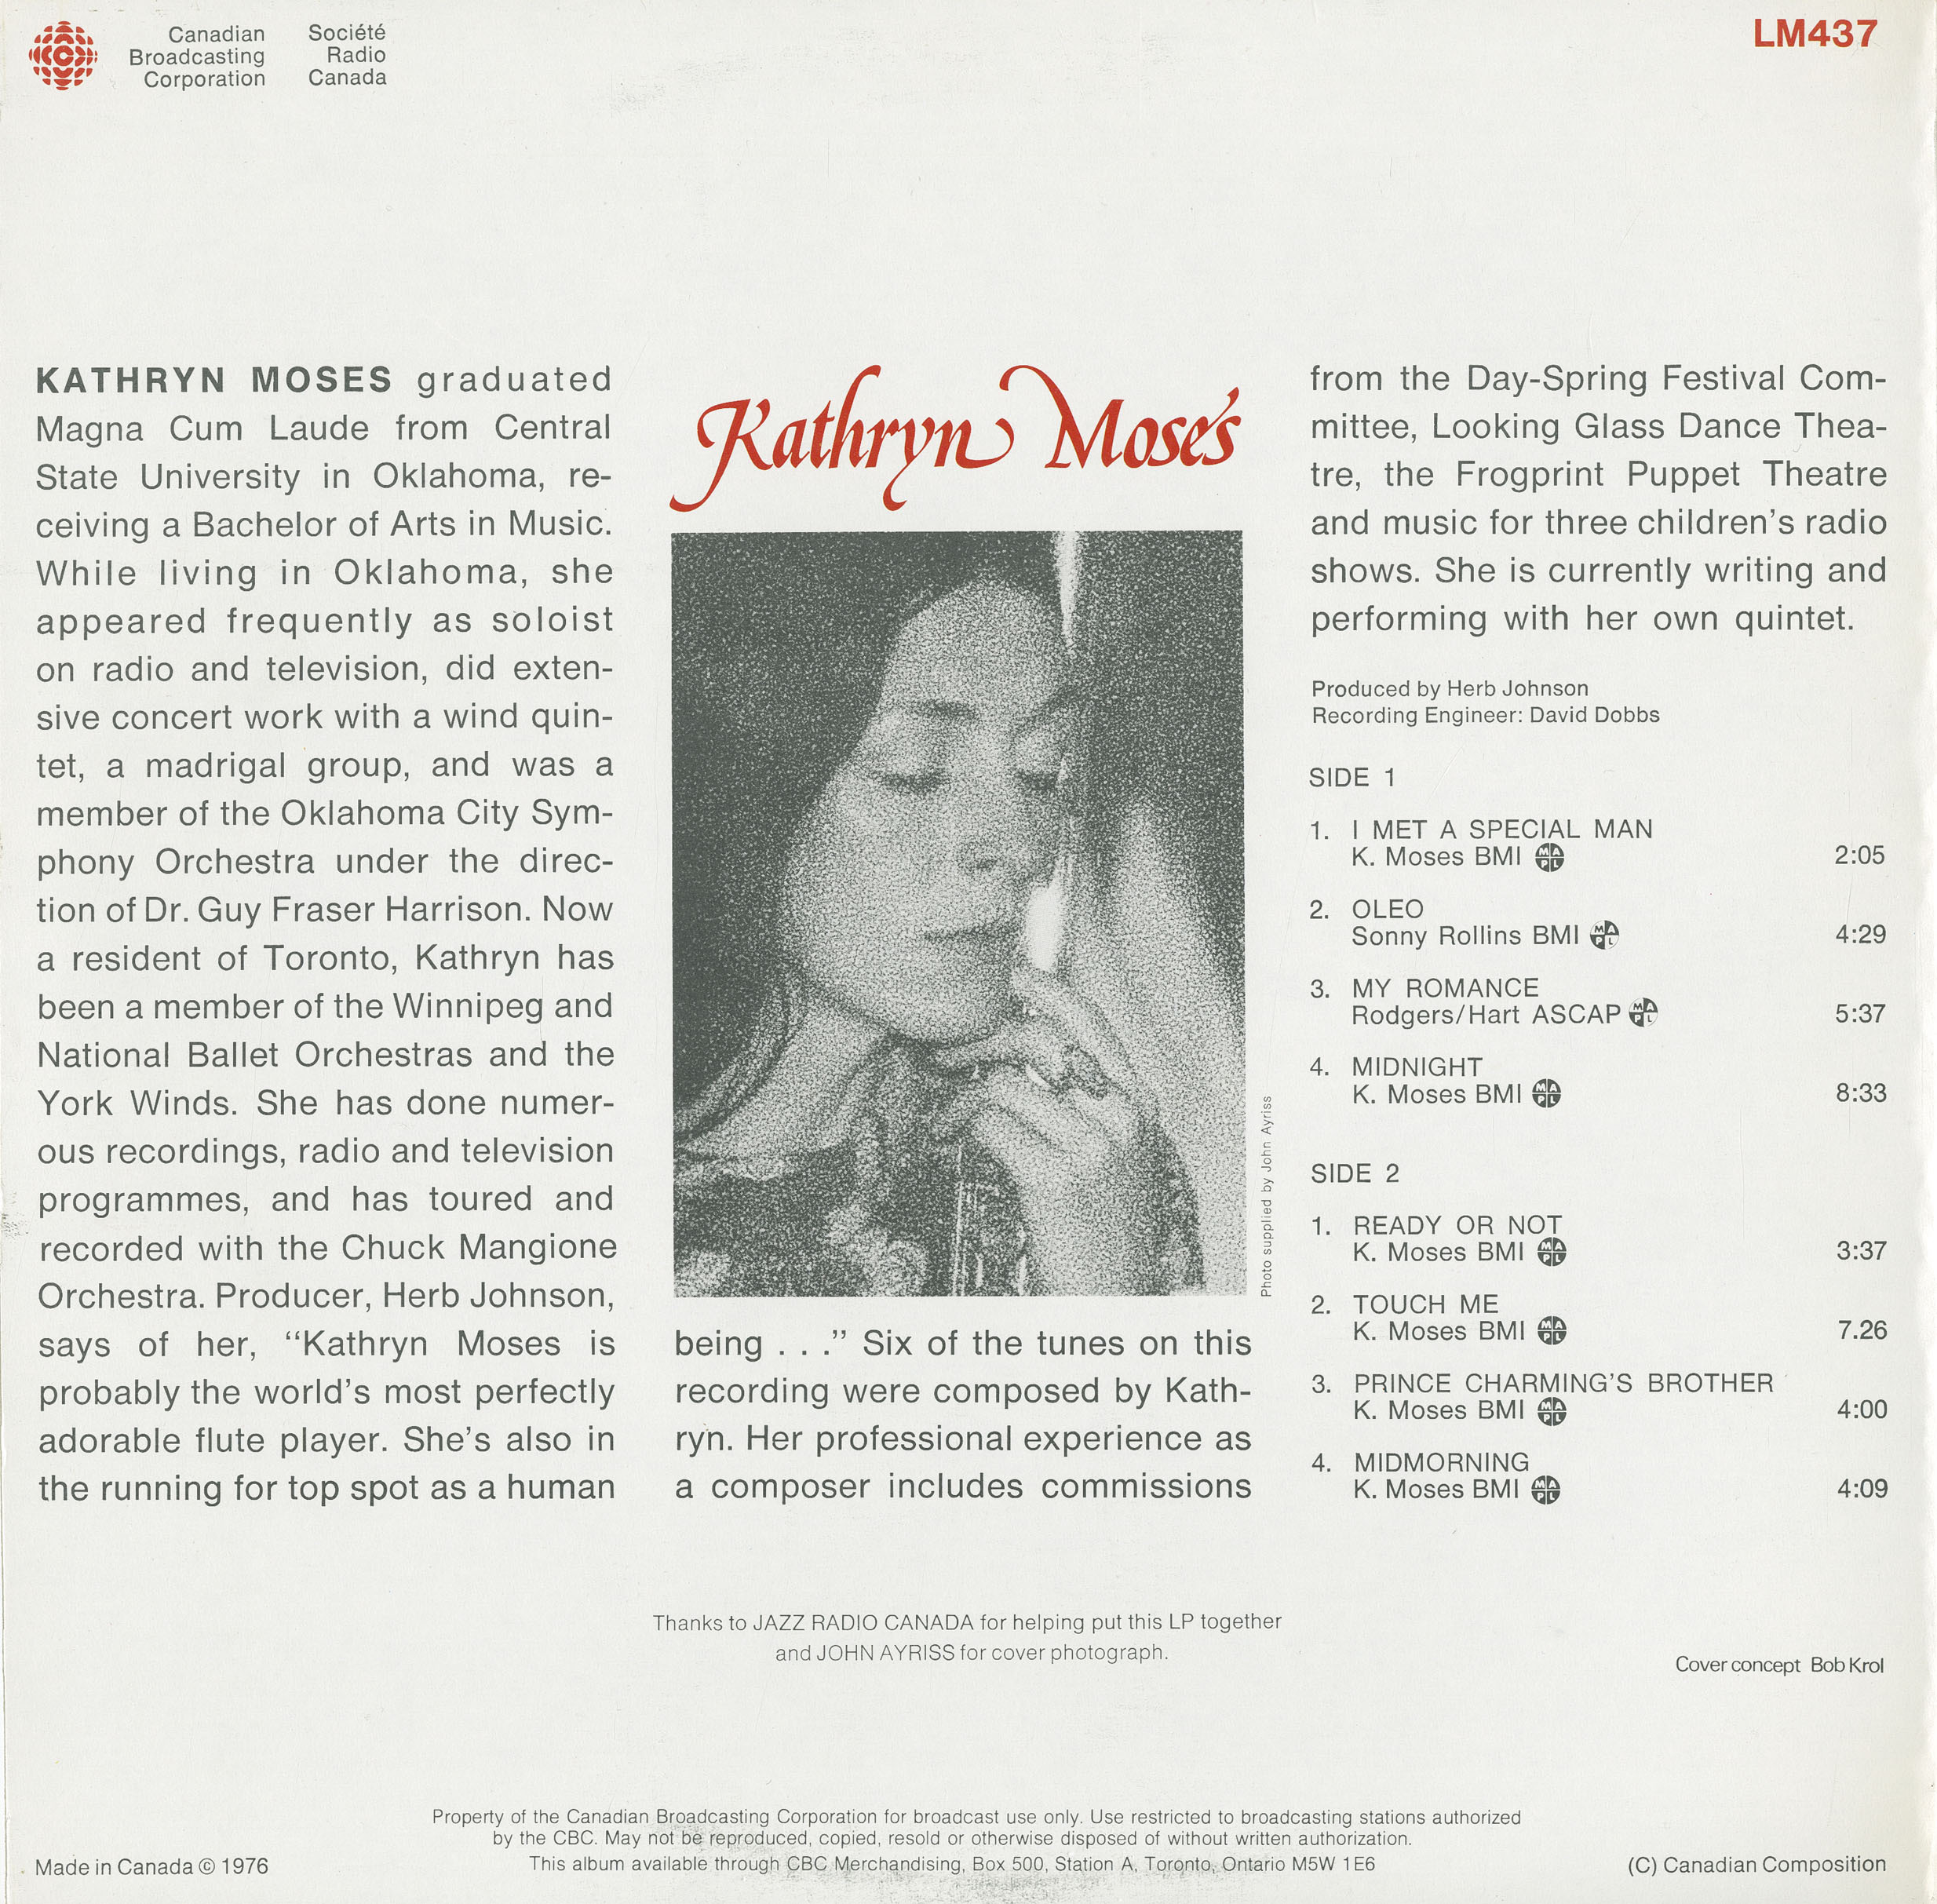 Canadian
Broadcasting
Corporation
Société
Radio
Canada
LM437
KATHRYN MOSES graduated
Magna Cum Laude from Central
State University in Oklahoma, re-
ceiving a Bachelor of Arts in Music.
While living in Oklahoma, she
appeared frequently as soloist
on radio and television, did exten-
sive concert work with a wind quin-
tet, a madrigal group, and was a
member of the Oklahoma City Sym-
phony Orchestra under the direc-
tion of Dr. Guy Fraser Harrison. Now
a resident of Toronto, Kathryn has
been a member of the Winnipeg and
National Ballet Orchestras and the
York Winds. She has done numer-
ous recordings, radio and television
programmes, and has toured and
recorded with the Chuck Mangione
Orchestra. Producer, Herb Johnson,
says of her, “Kathryn Moses is
probably the world's most perfectly
adorable flute player. She's also in
the running for top spot as a human
Kathryn Moses
Photo supplied by John Ayriss
being . . .” Six of the tunes on this
recording were composed by Kath-
ryn. Her professional experience as
a composer includes commissions
from the Day-Spring Festival Com-
mittee, Looking Glass Dance Thea-
tre, the Frogprint Puppet Theatre
and music for three children's radio
shows. She is currently writing and
performing with her own quintet.
Produced by Herb Johnson
Recording Engineer: David Dobbs
SIDE 1
1. I MET A SPECIAL MAN
K. Moses BMI MAPL 2:05
2. OLEO
Sonny Rollins BMI MAPL 4:29
3. MY ROMANCE
Rodgers/Hart ASCAP MAPL 5:37
4. MIDNIGHT
K. Moses BMI MAPL 8:33
SIDE 2
1. READY OR NOT
K. Moses BMI MAPL 3:37
2. TOUCH ME
K. Moses BMI MAPL 7.26
3. PRINCE CHARMING'S BROTHER
K. Moses BMI MAPL 4:00
4. MIDMORNING
K. Moses BMI MAPL 4:09
Thanks to JAZZ RADIO CANADA for helping put this LP together
and JOHN AYRISS for cover photograph.
Cover concept Bob Krol
Property of the Canadian Broadcasting Corporation for broadcast use only. Use restricted to broadcasting stations authorized
by the CBC. May not be reproduced, copied, resold or otherwise disposed of without written authorization.
This album available through CBC Merchandising, Box 500, Station A, Toronto, Ontario M5W 1E6
Made in Canada © 1976
(C) Canadian Composition